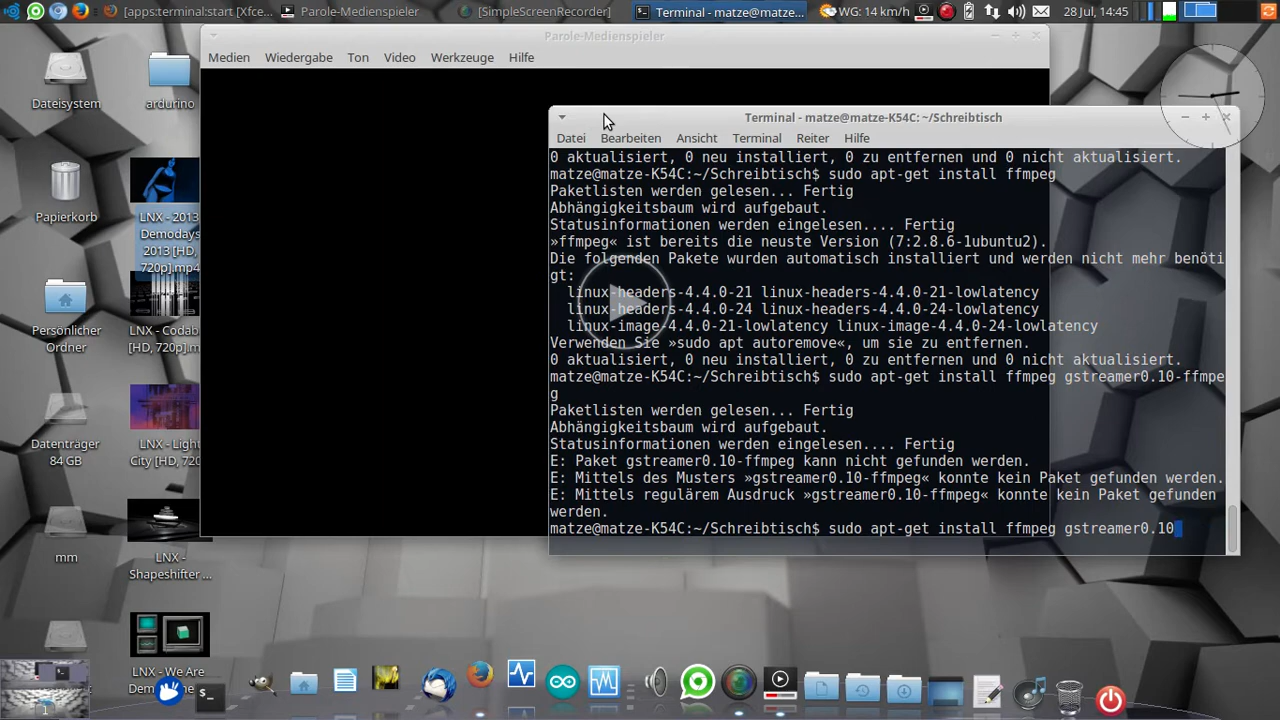 [apps:terminal:start [Xfce...
Parole-Medienspieler
[SimpleScreenRecorder]
Terminal - matze@matze...
WG: 14 km/h
28 Jul, 14:45
Parole-Medienspieler
Medien Wiedergabe Ton Video Werkzeuge Hilfe
Dateisystem
ardurino
Papierkorb
LNX - 2013
Demodays
2013 [HD,
720p].mp4
Persönlicher
Ordner
LNX - Codab
[HD, 720p].m
Datenträger
84 GB
LNX - Light
City [HD, 720
mm
LNX -
Shapeshifter ...
LNX - We Are
Dem
1
Terminal - matze@matze-K54C: ~/Schreibtisch
Datei Bearbeiten Ansicht Terminal Reiter Hilfe
0 aktualisiert, 0 neu installiert, 0 zu entfernen und 0 nicht aktualisiert.
matze@matze-K54C:~/Schreibtisch$ sudo apt-get install ffmpeg
Paketlisten werden gelesen... Fertig
Abhängigkeitsbaum wird aufgebaut.
Statusinformationen werden eingelesen.... Fertig
»ffmpeg« ist bereits die neuste Version (7:2.8.6-1ubuntu2).
Die folgenden Pakete wurden automatisch installiert und werden nicht mehr benöti
gt:
linux-headers-4.4.0-21 linux-headers-4.4.0-21-lowlatency
linux-headers-4.4.0-24 linux-headers-4.4.0-24-lowlatency
linux-image-4.4.0-21-lowlatency linux-image-4.4.0-24-lowlatency
Verwenden Sie »sudo apt autoremove«, um sie zu entfernen.
0 aktualisiert, 0 neu installiert, 0 zu entfernen und 0 nicht aktualisiert.
matze@matze-K54C:~/Schreibtisch$ sudo apt-get install ffmpeg gstreamer0.10-ffmpe
g
Paketlisten werden gelesen... Fertig
Abhängigkeitsbaum wird aufgebaut.
Statusinformationen werden eingelesen.... Fertig
E: Paket gstreamer0.10-ffmpeg kann nicht gefunden werden.
E: Mittels des Musters »gstreamer0.10-ffmpeg« konnte kein Paket gefunden werden.
E: Mittels regulärem Ausdruck »gstreamer0.10-ffmpeg« konnte kein Paket gefunden
werden.
matze@matze-K54C:~/Schreibtisch$ sudo apt-get install ffmpeg gstreamer0.10